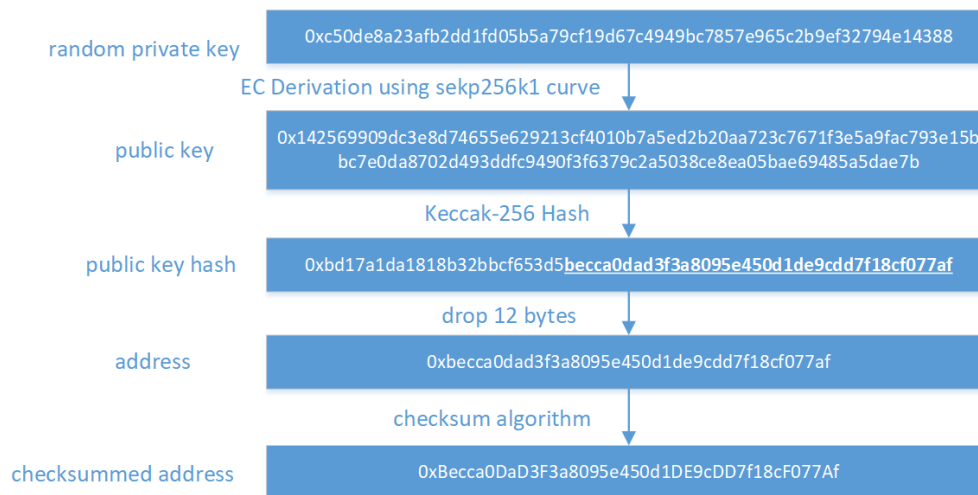 random private key
0xc50de8a23afb2dd1fd05b5a79cf19d67c4949bc7857e965c2b9ef32794e14388
EC Derivation using sekp256k1 curve
public key
0x142569909dc3e8d74655e629213cf4010b7a5ed2b20aa723c7671f3e5a9fac793e15b
bc7e0da8702d493ddfc9490f3f6379c2a5038ce8ea05bae69485a5dae7b
Keccak-256 Hash
public key hash
0xbd17a1da1818b32bbcf653d5becca0dad3f3a8095e450d1de9cdd7f18cf077af
drop 12 bytes
address
0xbecca0dad3f3a8095e450d1de9cdd7f18cf077af
checksum algorithm
checksummed address
0xBecca0DaD3F3a8095e450d1DE9cDD7f18cF077Af